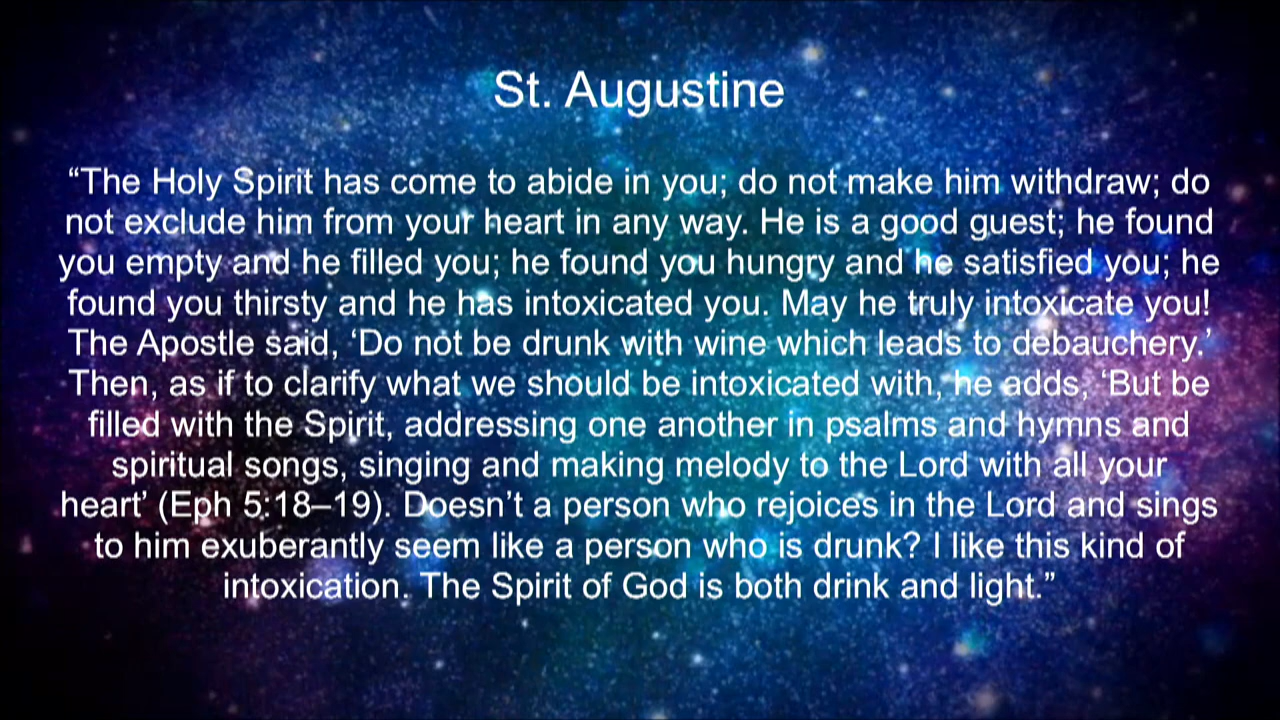 St. Augustine
“The Holy Spirit has come to abide in you; do not make him withdraw; do
not exclude him from your heart in any way. He is a good guest; he found
you empty and he filled you; he found you hungry and he satisfied you; he
found you thirsty and he has intoxicated you. May he truly intoxicate you!
The Apostle said, ‘Do not be drunk with wine which leads to debauchery.’
Then, as if to clarify what we should be intoxicated with, he adds, ‘But be
filled with the Spirit, addressing one another in psalms and hymns and
spiritual songs, singing and making melody to the Lord with all your
heart’ (Eph 5:18–19). Doesn’t a person who rejoices in the Lord and sings
to him exuberantly seem like a person who is drunk? I like this kind of
intoxication. The Spirit of God is both drink and light.”